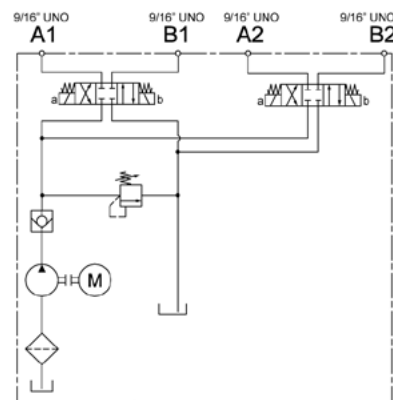 9/16" UNO 9/16" UNO 9/16" UNO 9/16" UNO
A1 B1 A2 B2
a b a b
M